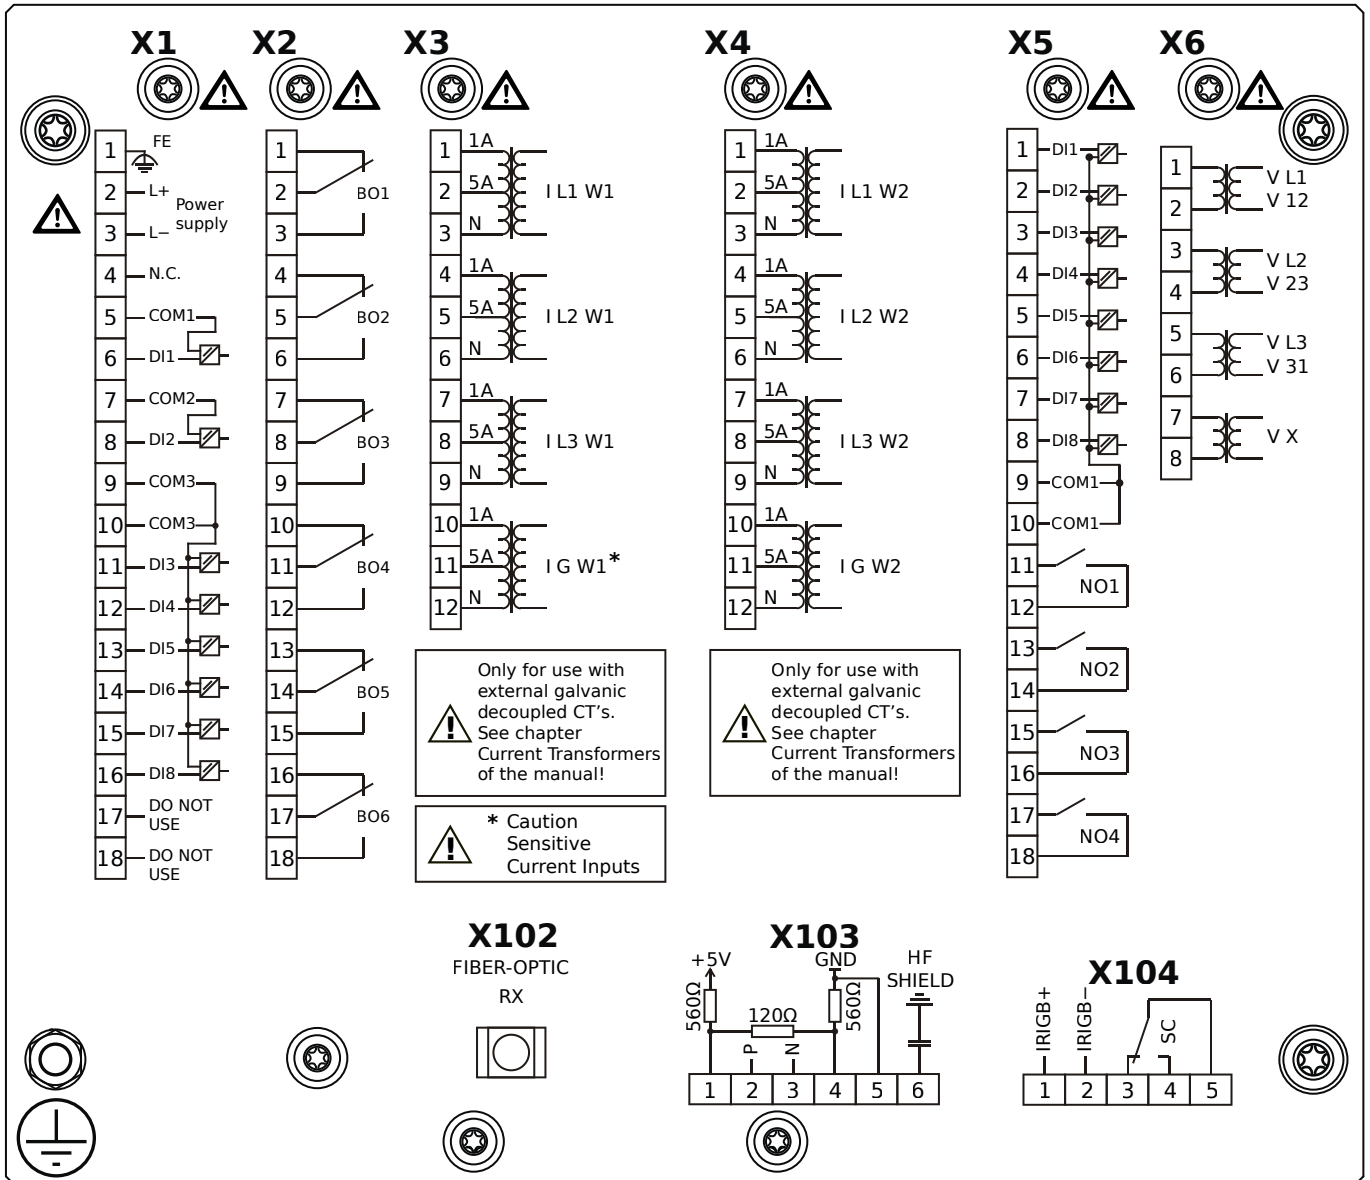 X1
1
FE
2
L+
Power
supply
3
L−
4
N.C.
5
COM1
6
DI1
7
COM2
8
DI2
9
COM3
10
COM3
11
DI3
12
DI4
13
DI5
14
DI6
15
DI7
16
DI8
17
DO NOT
USE
18
DO NOT
USE
X2
1
2
BO1
3
4
5
BO2
6
7
8
BO3
9
10
11
BO4
12
13
14
BO5
15
16
17
BO6
18
X3
1
1A
2
5A
I L1 W1
3
N
4
1A
5
5A
I L2 W1
6
N
7
1A
8
5A
I L3 W1
9
N
10
1A
11
5A
I G W1*
12
N
Only for use with
external galvanic
decoupled CT's.
See chapter
Current Transformers
of the manual!
* Caution
Sensitive
Current Inputs
X4
1
1A
2
5A
I L1 W2
3
N
4
1A
5
5A
I L2 W2
6
N
7
1A
8
5A
I L3 W2
9
N
10
1A
11
5A
I G W2
12
N
Only for use with
external galvanic
decoupled CT's.
See chapter
Current Transformers
of the manual!
X5
1
DI1
2
DI2
3
DI3
4
DI4
5
DI5
6
DI6
7
DI7
8
DI8
9
COM1
10
COM1
11
NO1
12
13
NO2
14
15
NO3
16
17
NO4
18
X6
1
V L1
2
V 12
3
V L2
4
V 23
5
V L3
6
V 31
7
V X
8
X102
FIBER-OPTIC
RX
X103
+5V
GND
HF
SHIELD
560Ω
120Ω
560Ω
P
N
1 2 3 4 5 6
X104
IRIGB+
IRIGB−
SC
1 2 3 4 5